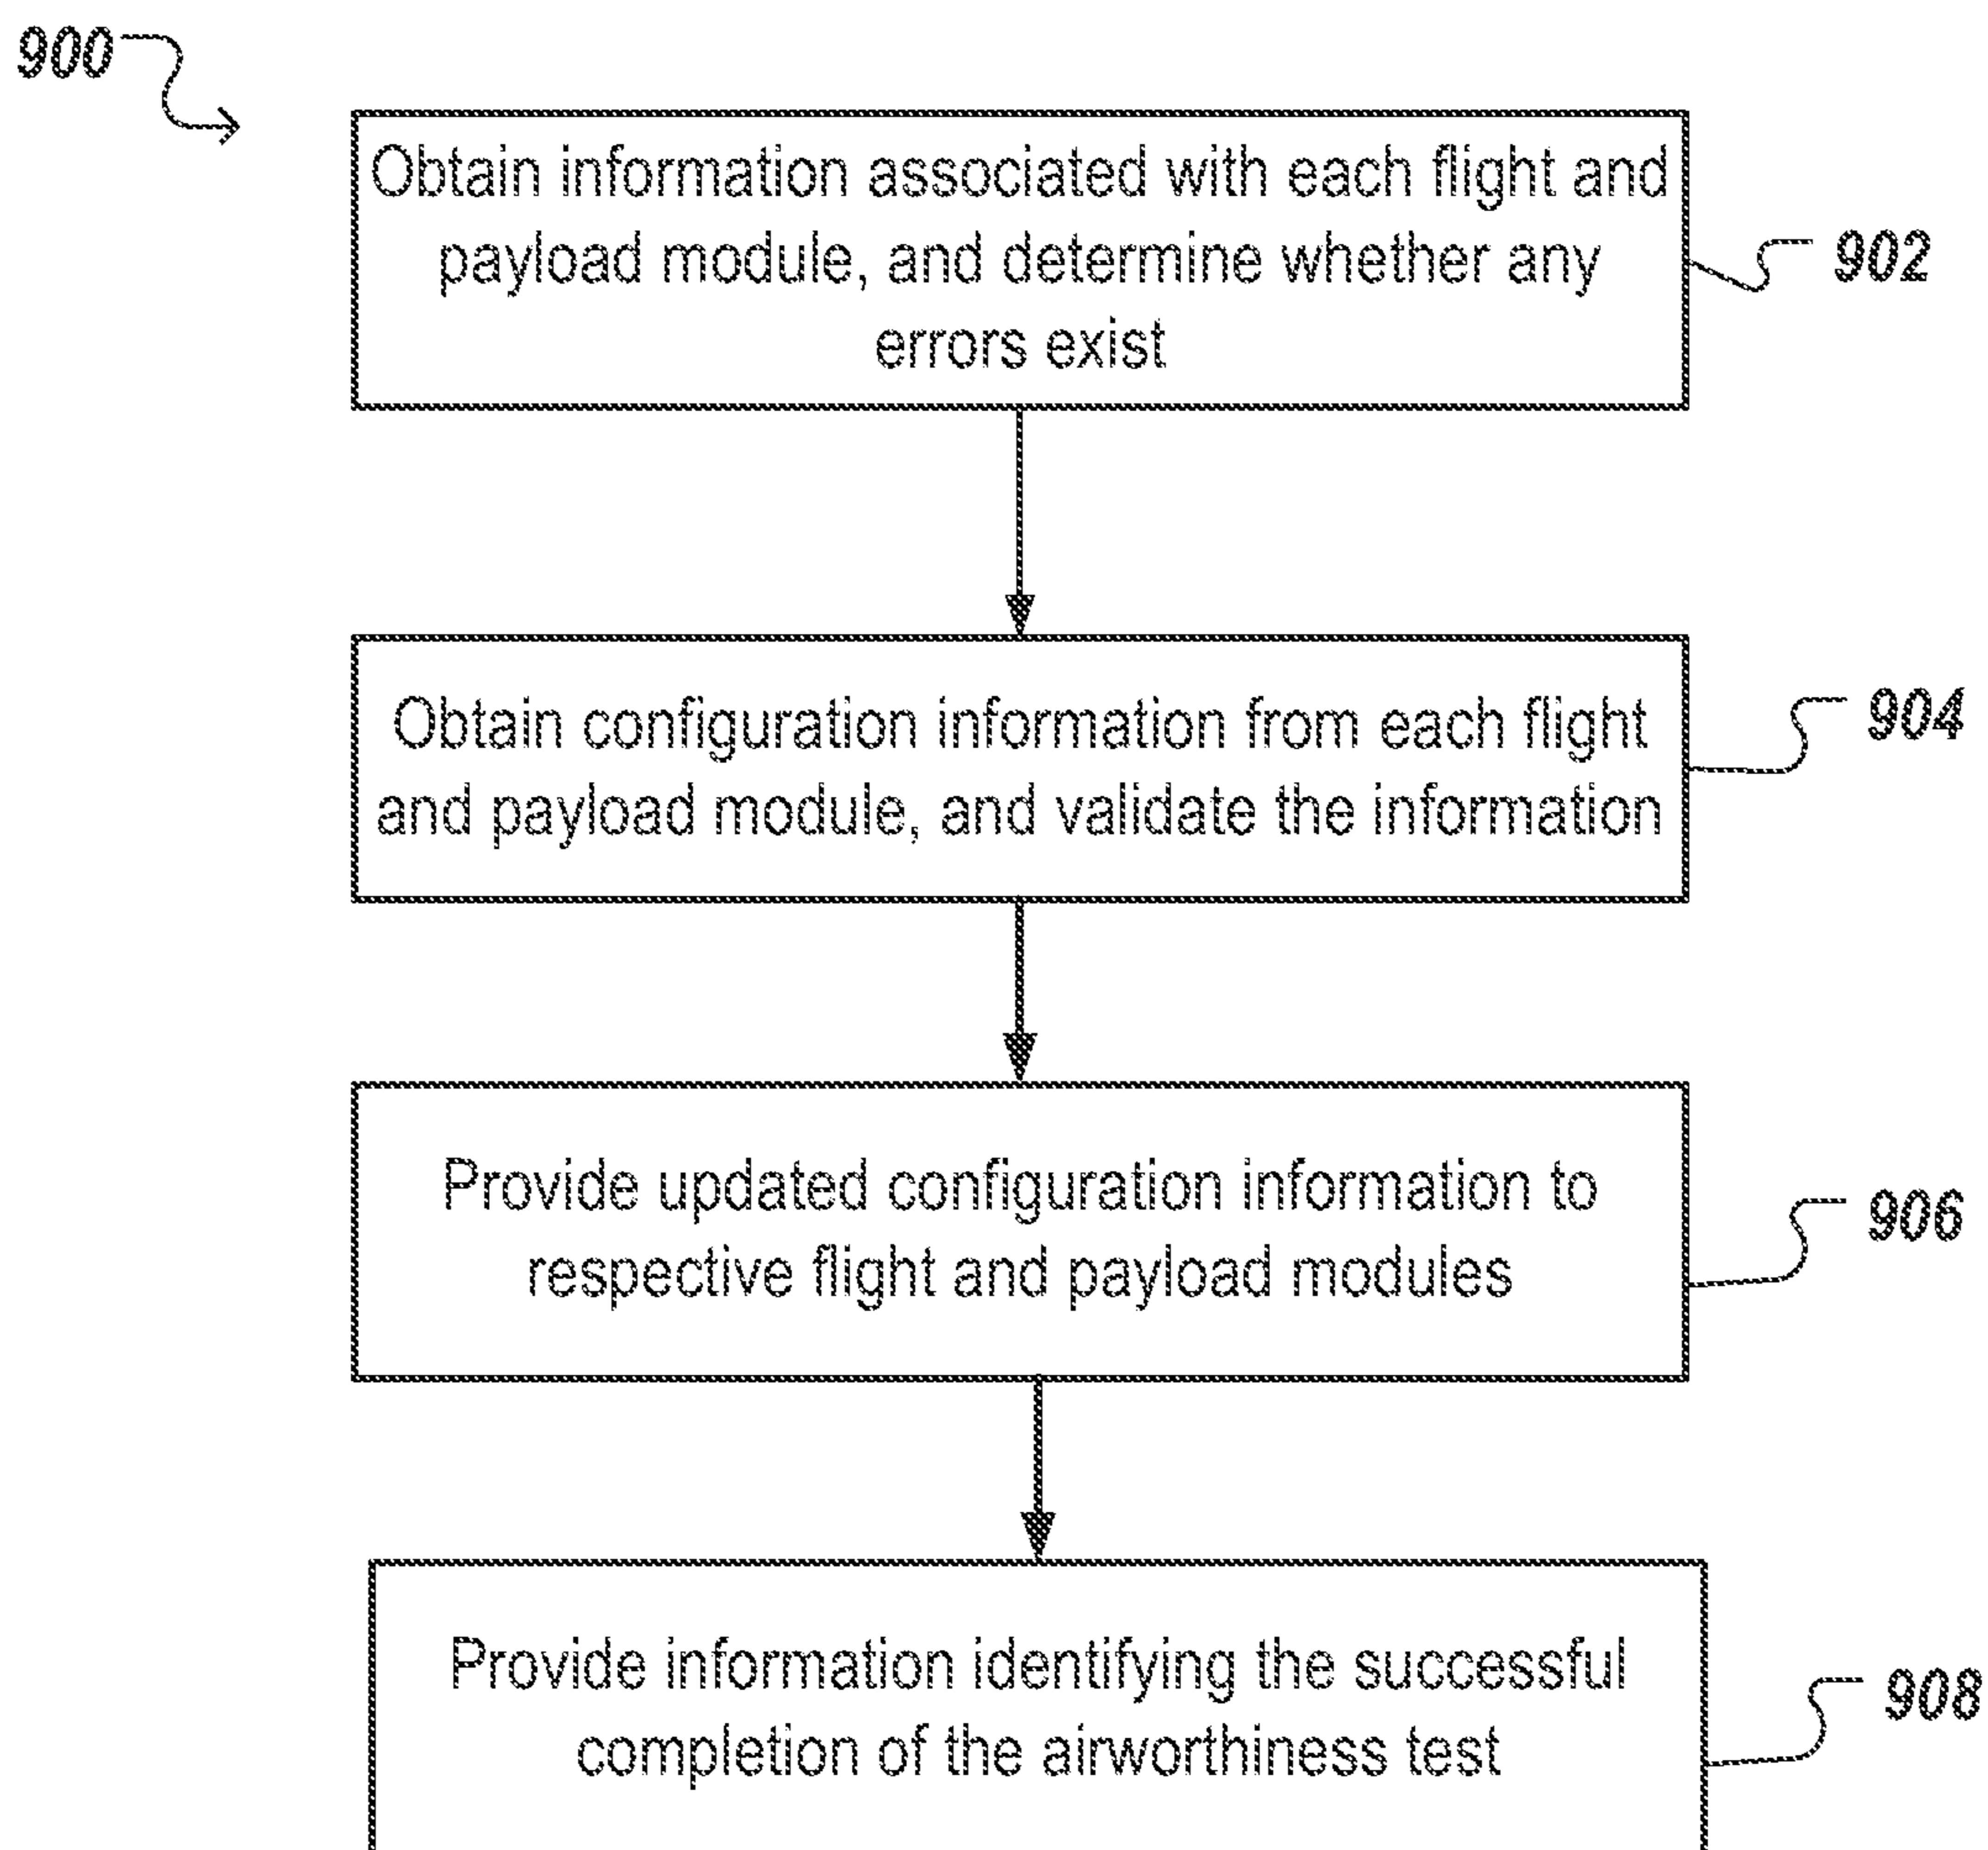 900
Obtain information associated with each flight and
payload module, and determine whether any
errors exist
902
Obtain configuration information from each flight
and payload module, and validate the information
904
Provide updated configuration information to
respective flight and payload modules
906
Provide information identifying the successful
completion of the airworthiness test
908